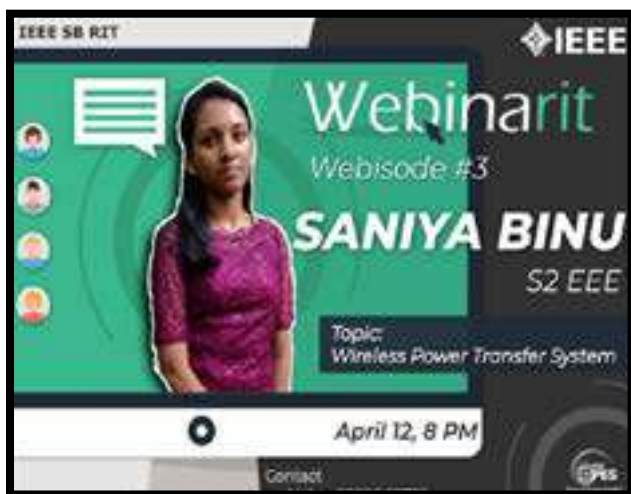 IEEE SB RIT
IEEE
Webinarit
Webisode #3
SANIYA BINU
S2 EEE
Topic:
Wireless Power Transfer System
April 12, 8 PM
Contact
PES